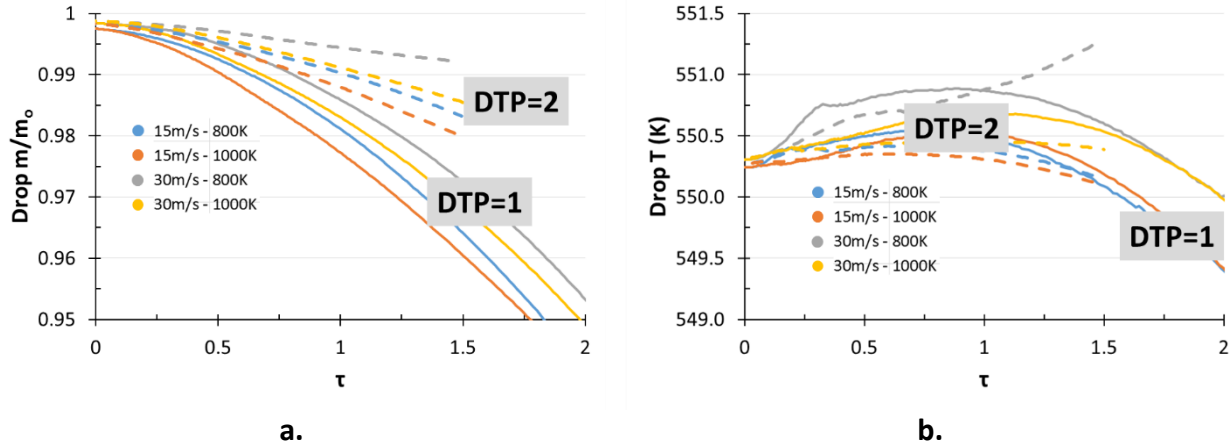 Drop m/mₒ
1
0.99
0.98
0.97
0.96
0.95
15m/s - 800K
15m/s - 1000K
30m/s - 800K
30m/s - 1000K
DTP=2
DTP=1
0
0.5
1
1.5
2
τ
a.
Drop T (K)
551.5
551.0
550.5
550.0
549.5
549.0
DTP=2
15m/s - 800K
15m/s - 1000K
30m/s - 800K
30m/s - 1000K
DTP=1
0
0.5
1
1.5
2
τ
b.